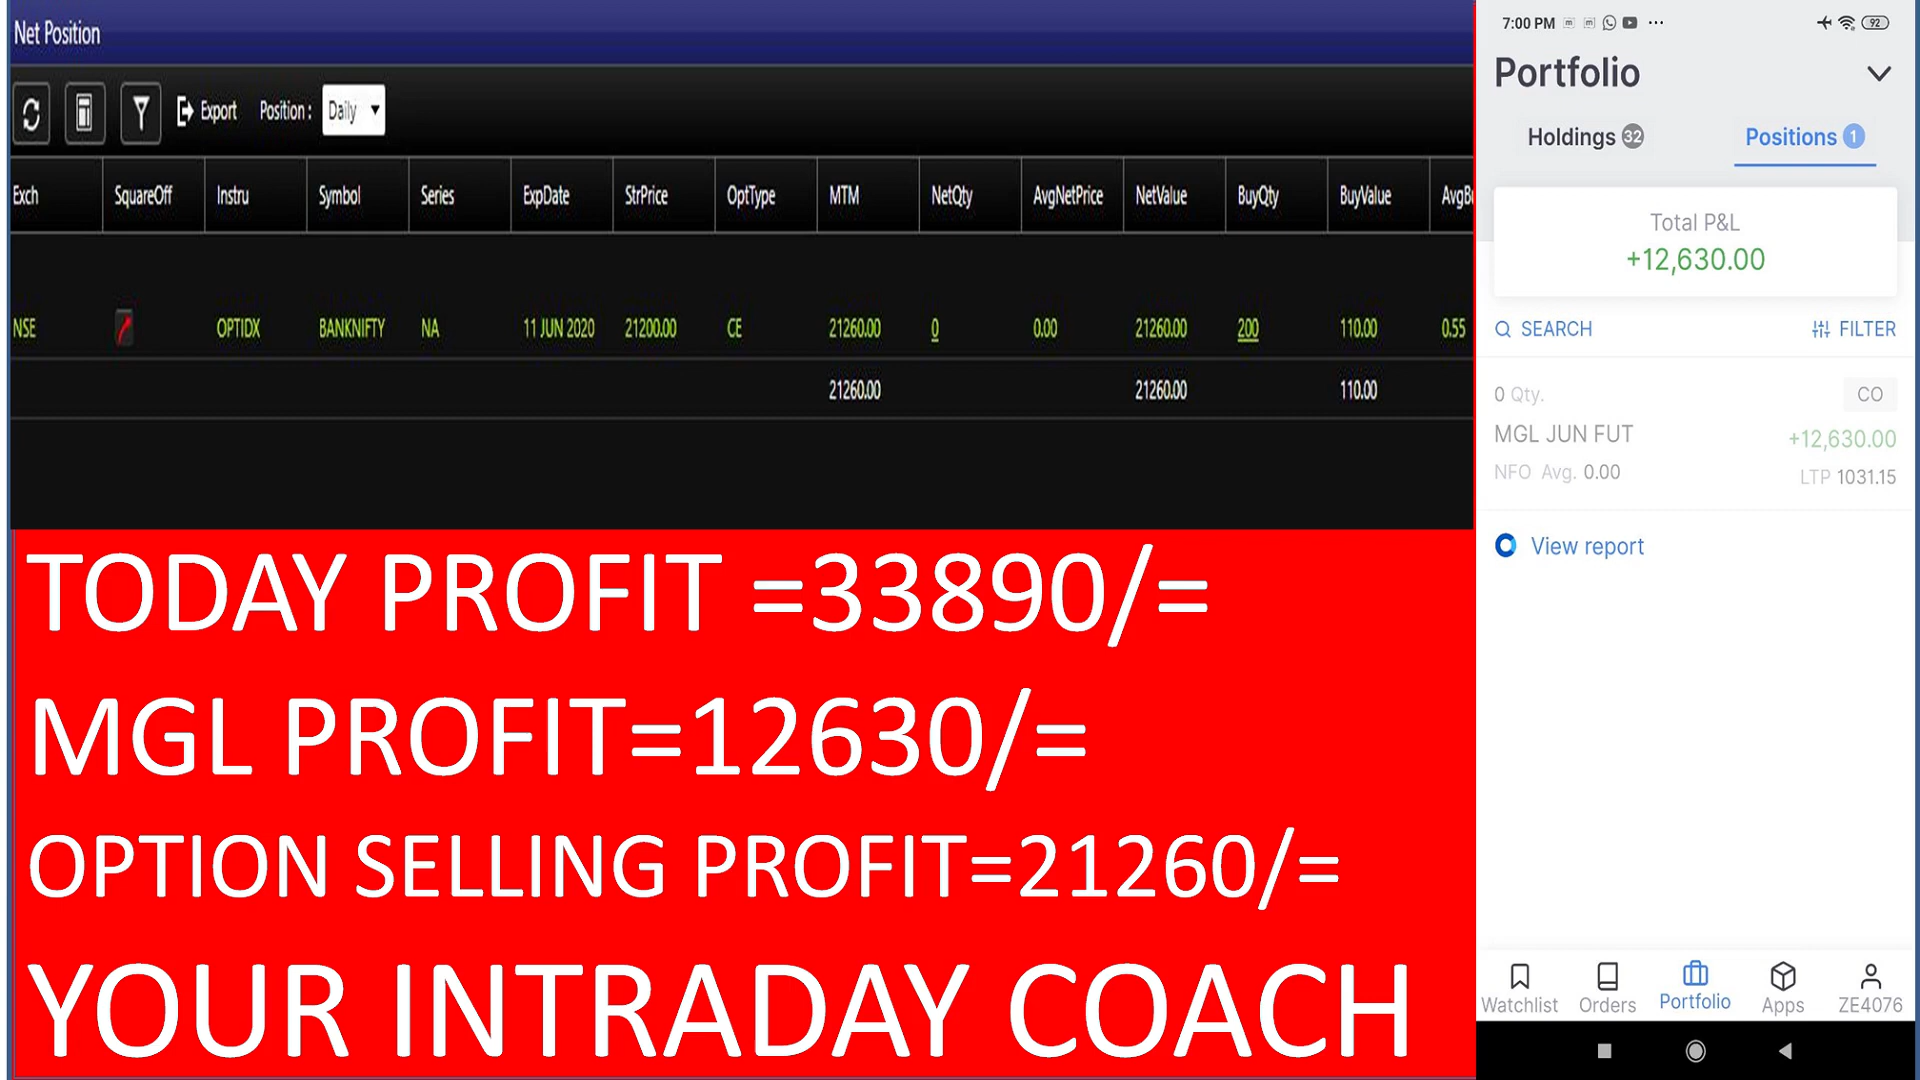 Net Position
Export Position : Daily
Exch SquareOff Instru Symbol Series ExpDate StrPrice OptType MTM NetQty AvgNetPrice NetValue BuyQty BuyValue
NSE OPTIDX BANKNIFTY NA 11 JUN 2020 21200.00 CE 21260.00 0 0.00 21260.00 200 110.00 0.55
21260.00 21260.00 110.00
TODAY PROFIT =33890/=
MGL PROFIT=12630/=
OPTION SELLING PROFIT=21260/=
YOUR INTRADAY COACH
7:00 PM 92
Portfolio
Holdings 32 Positions 1
Total P&L
+12,630.00
SEARCH FILTER
0 Qty. CO
MGL JUN FUT +12,630.00
NFO Avg. 0.00 LTP 1031.15
View report
Watchlist Orders Portfolio Apps ZE4076